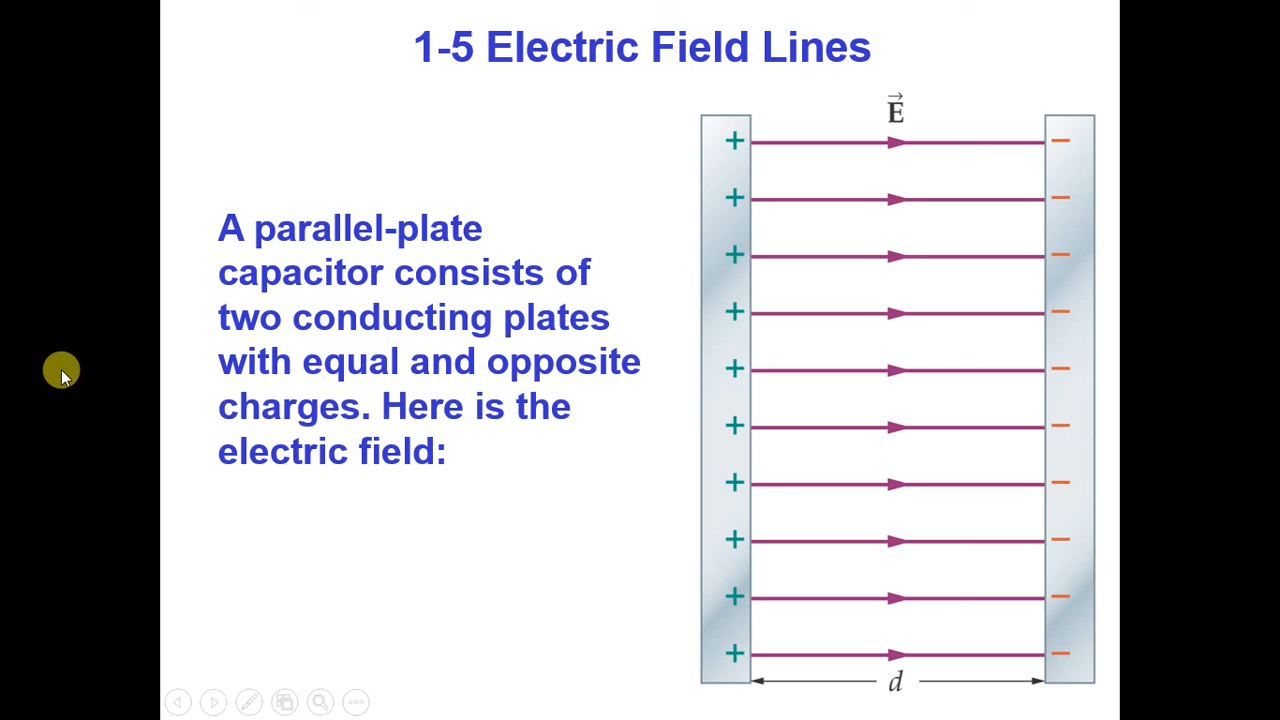 1-5 Electric Field Lines
A parallel-plate
capacitor consists of
two conducting plates
with equal and opposite
charges. Here is the
electric field:
E⃗
+ −
+ −
+ −
+ −
+ −
+ −
+ −
+ −
+ −
+ −
d